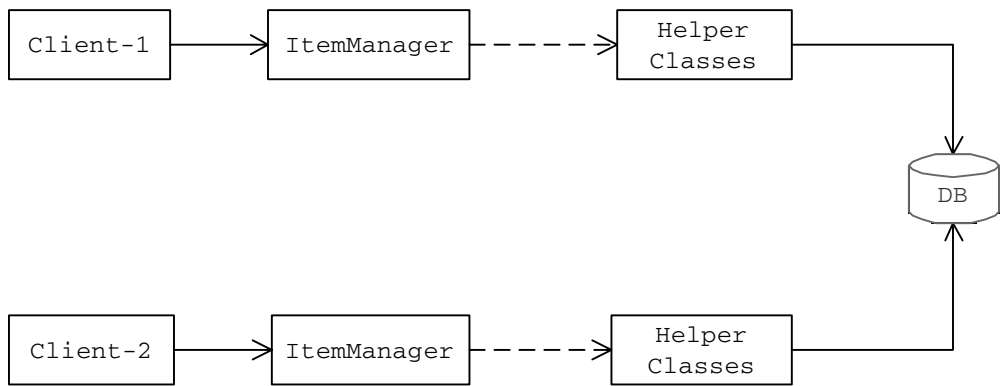 Client-1
ItemManager
Helper
Classes
DB
Client-2
ItemManager
Helper
Classes